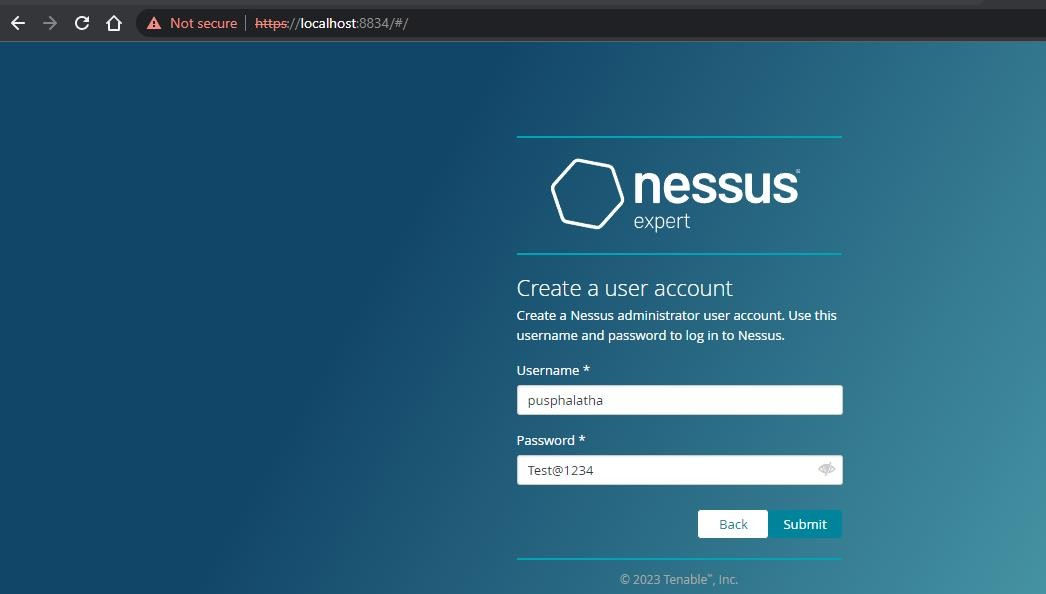 Not secure | https://localhost:8834/#/
nessus®
expert
Create a user account
Create a Nessus administrator user account. Use this
username and password to log in to Nessus.
Username *
pusphalatha
Password *
Test@1234
Back Submit
© 2023 Tenable™, Inc.